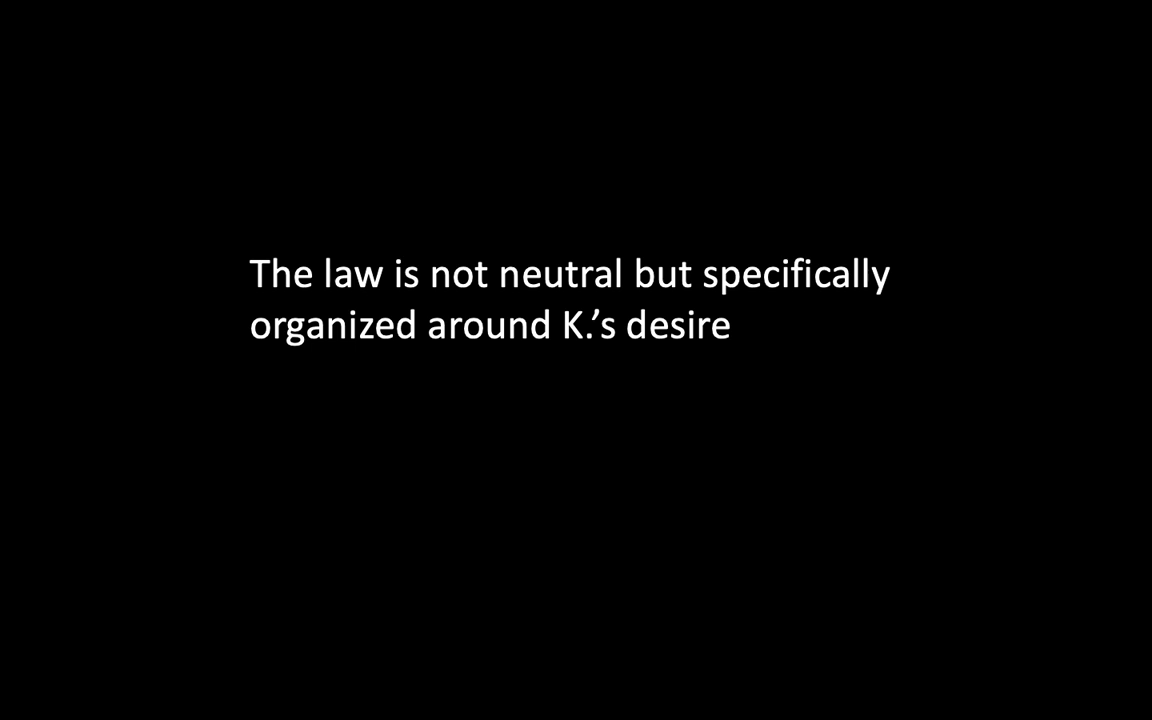 The law is not neutral but specifically
organized around K.’s desire